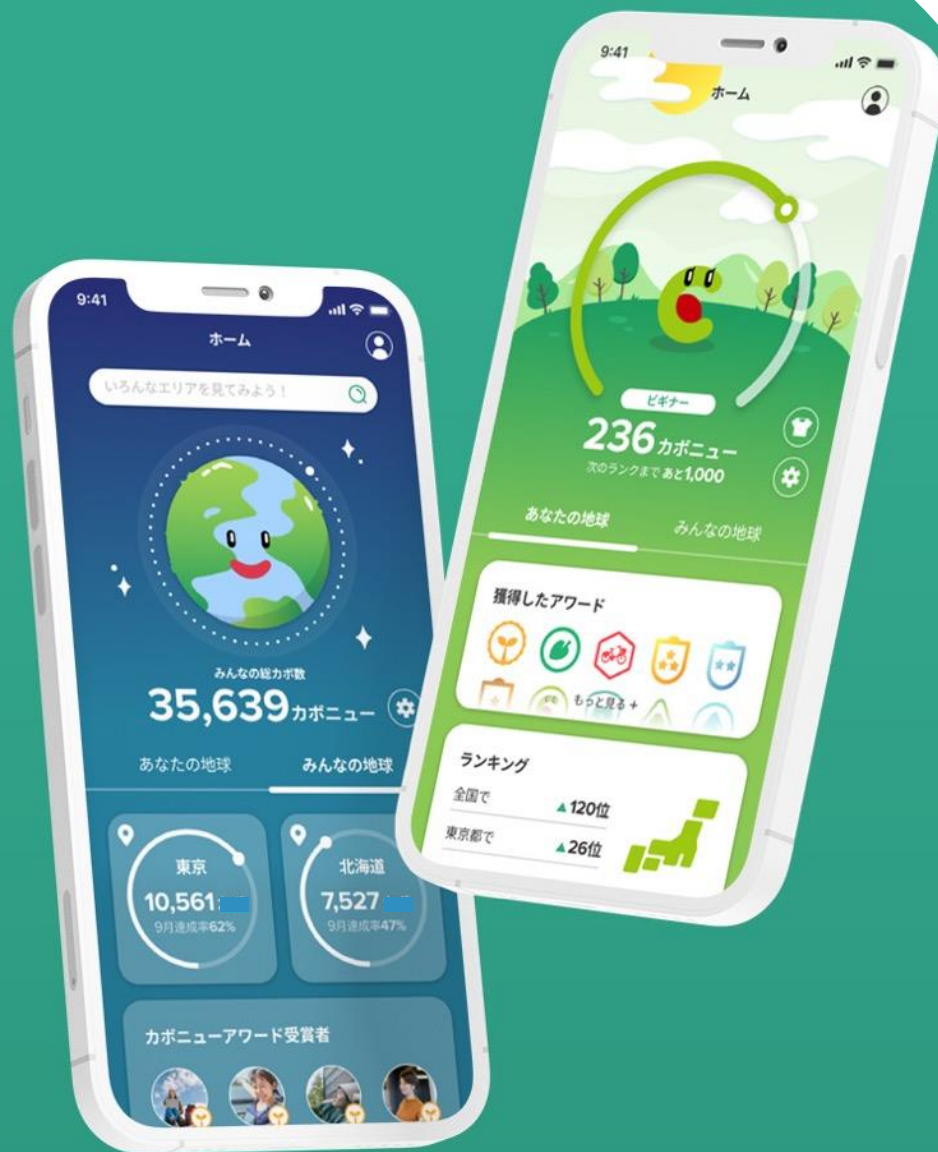 9:41
ホーム
いろんなエリアを見てみよう！
みんなの総カボ数
35,639カボニュー
あなたの地球
みんなの地球
東京
10,561
9月達成率62%
北海道
7,527
9月達成率47%
カボニューアワード受賞者
9:41
ホーム
ビギナー
236カボニュー
次のランクまであと1,000
あなたの地球
みんなの地球
獲得したアワード
もっと見る +
ランキング
全国で
▲120位
東京都で
▲26位